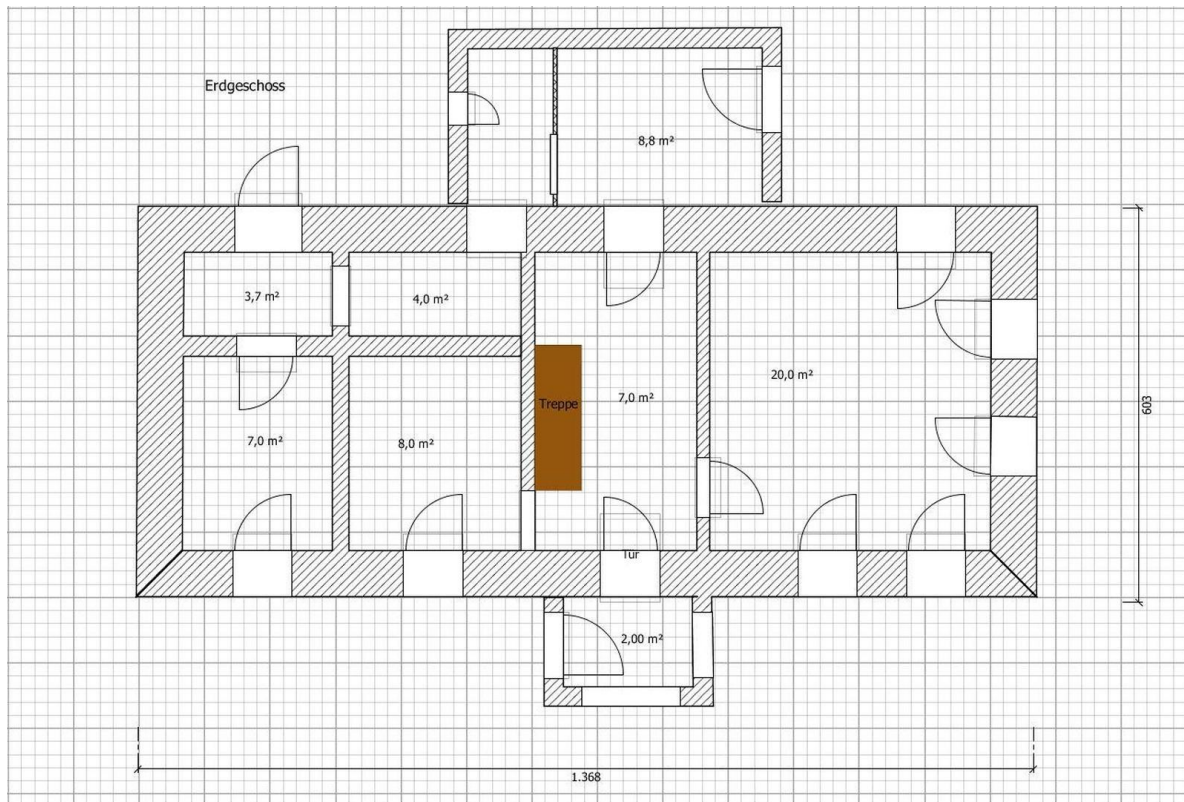 Erdgeschoss
8,8 m²
3,7 m²
4,0 m²
20,0 m²
7,0 m²
Treppe
603
7,0 m²
8,0 m²
Tür
2,00 m²
1.368